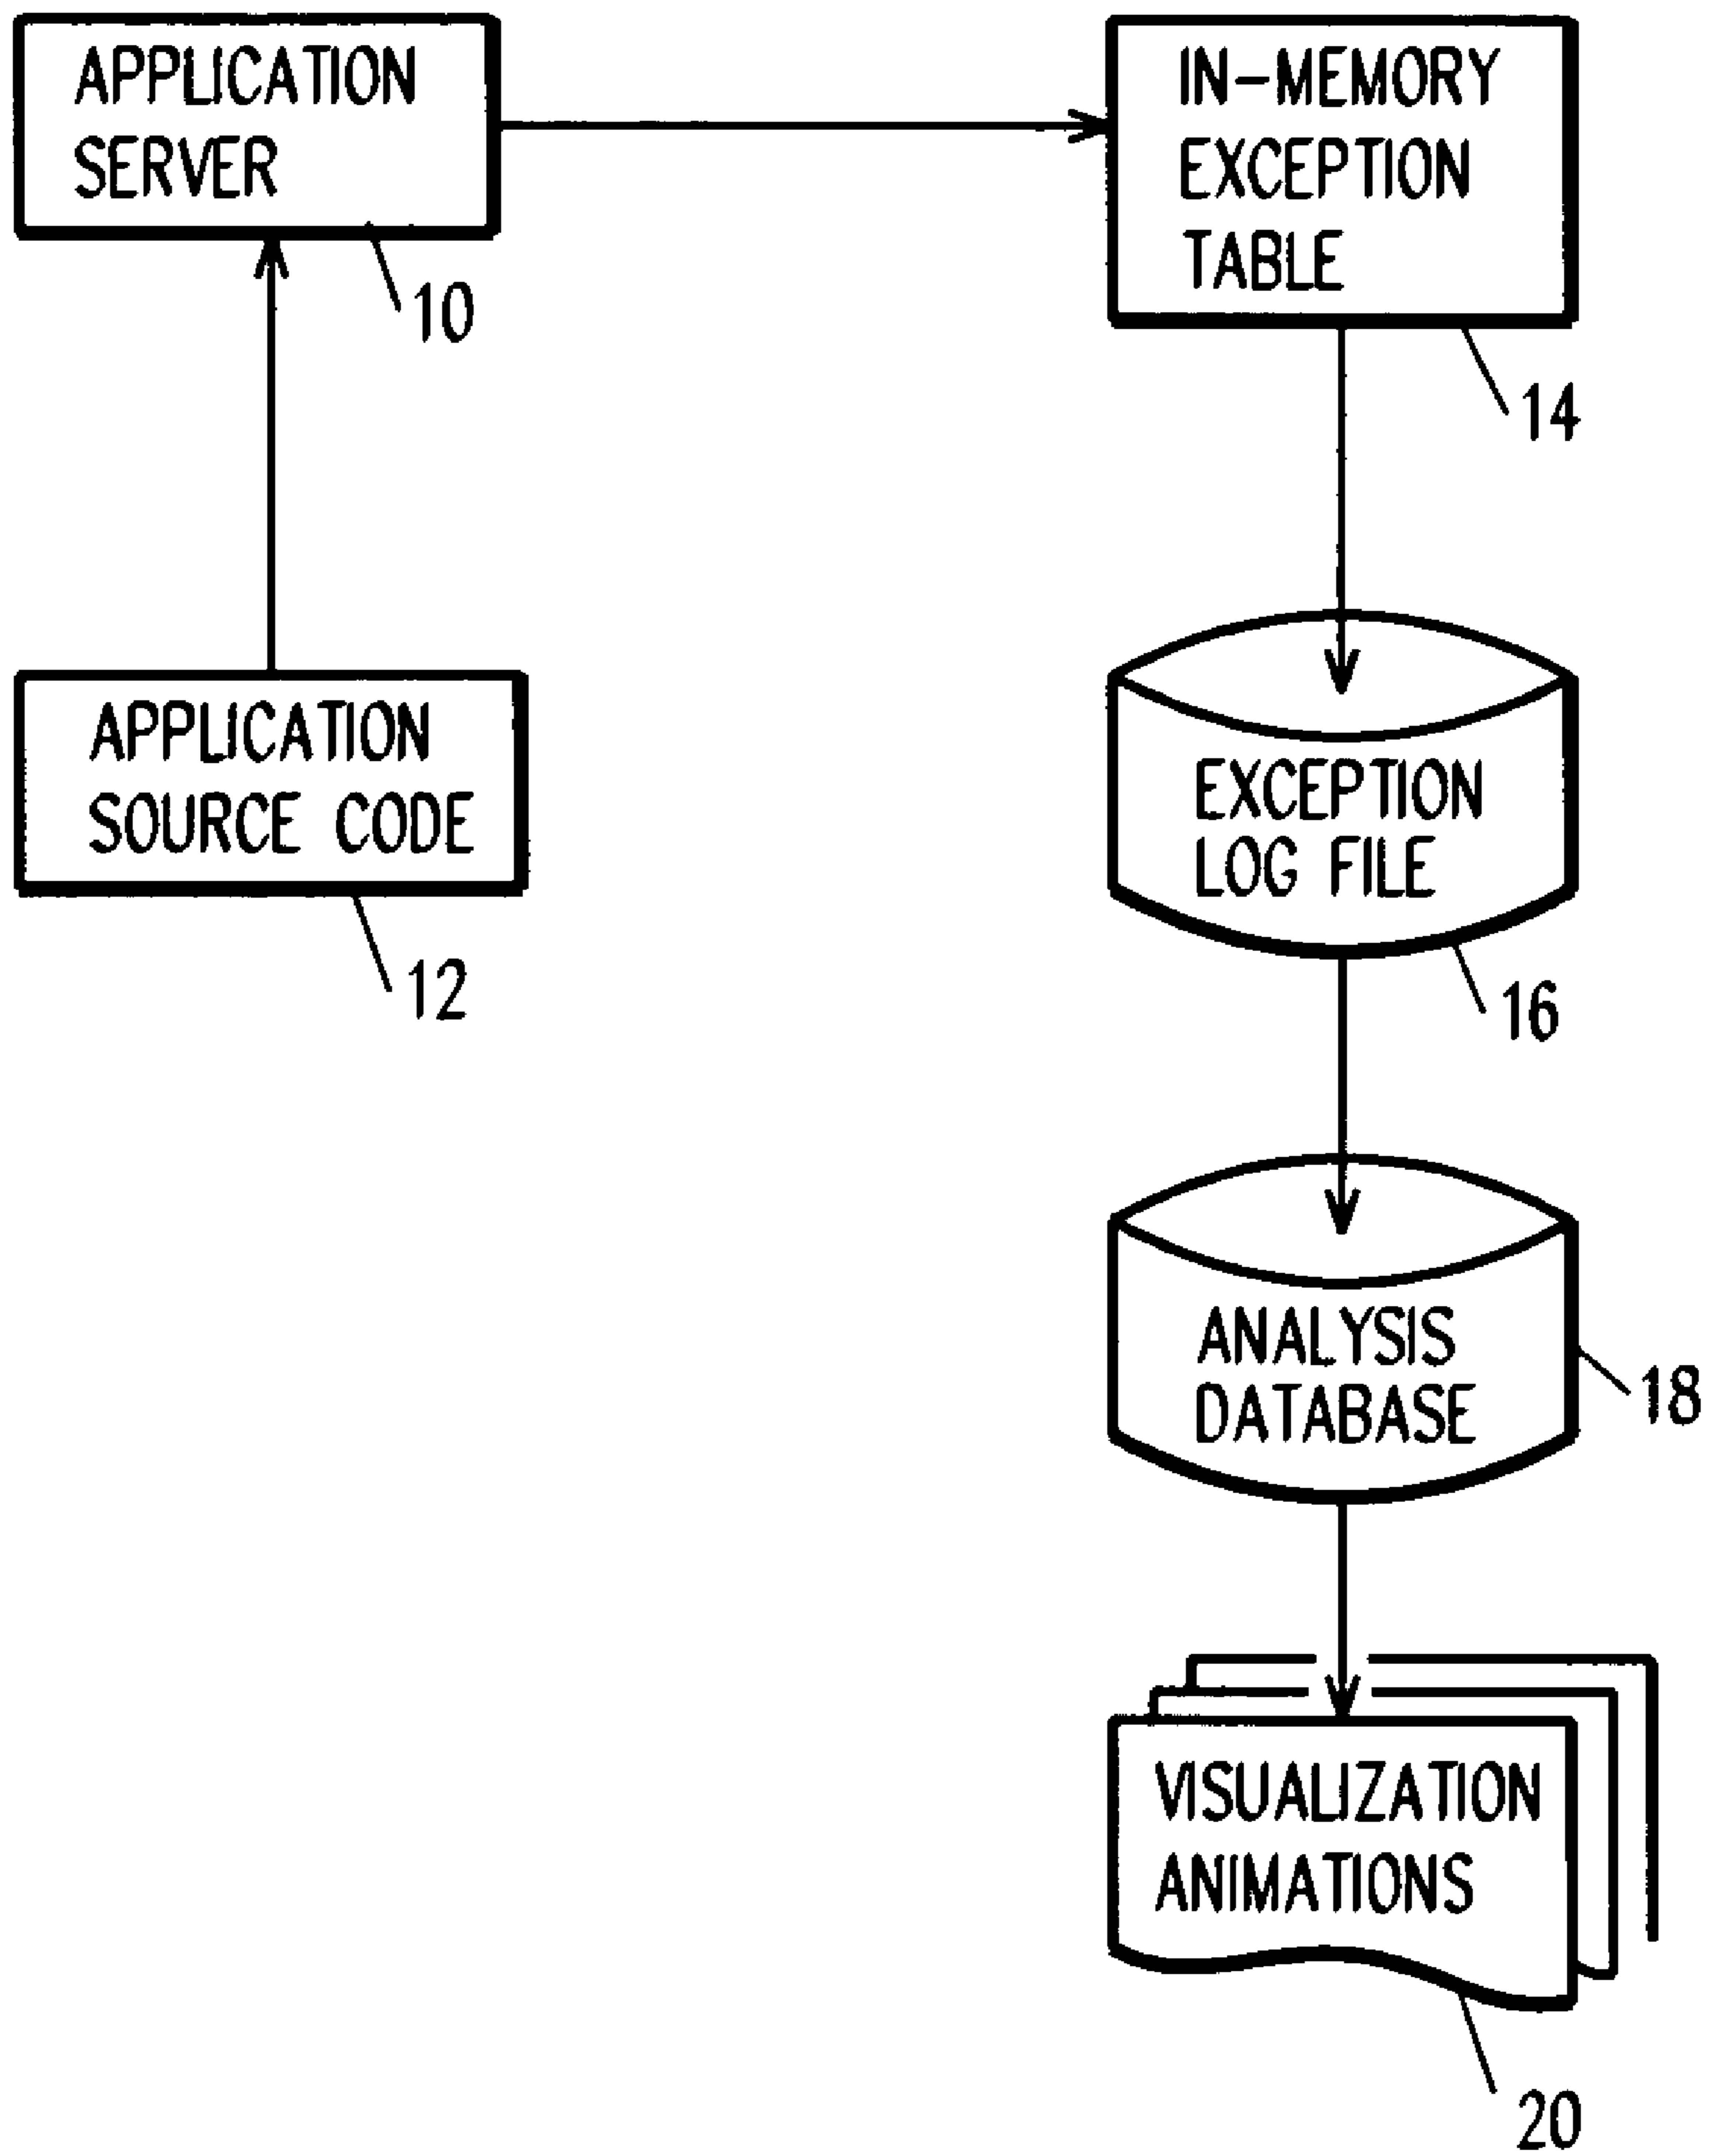 APPLICATION
SERVER
10
IN-MEMORY
EXCEPTION
TABLE
14
APPLICATION
SOURCE CODE
12
EXCEPTION
LOG FILE
16
ANALYSIS
DATABASE
18
VISUALIZATION
ANIMATIONS
20